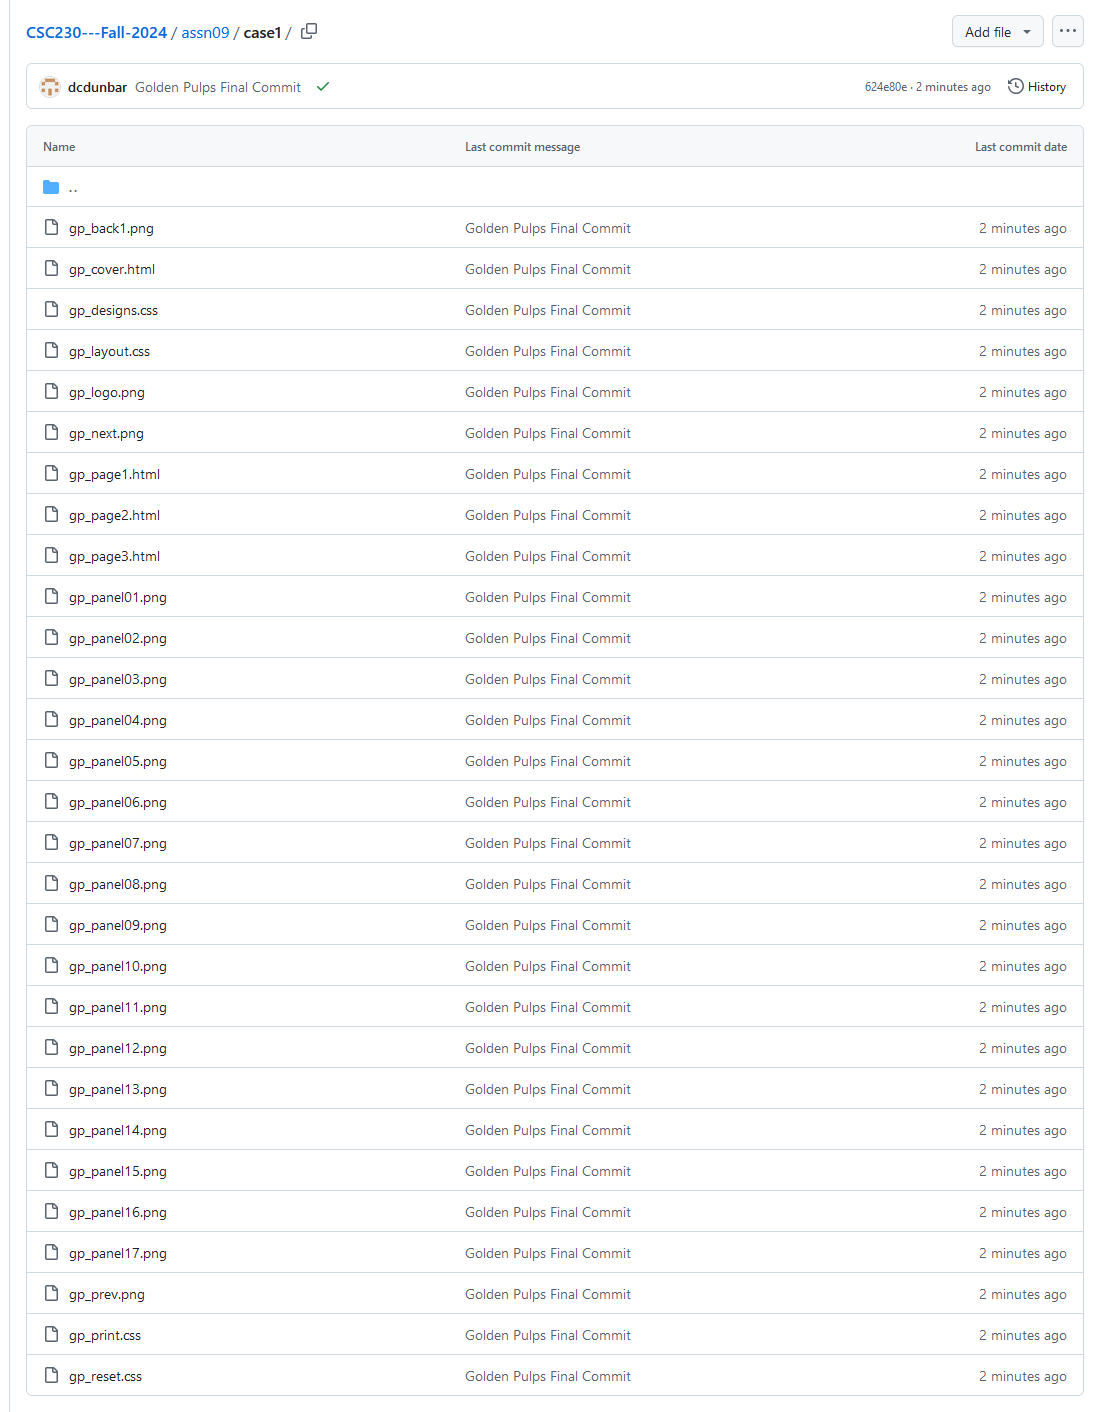 CSC230---Fall-2024 / assn09 / case1 /
Add file
dcdunbar Golden Pulps Final Commit
624e80e · 2 minutes ago
History
Name Last commit message Last commit date
..
gp_back1.png Golden Pulps Final Commit 2 minutes ago
gp_cover.html Golden Pulps Final Commit 2 minutes ago
gp_designs.css Golden Pulps Final Commit 2 minutes ago
gp_layout.css Golden Pulps Final Commit 2 minutes ago
gp_logo.png Golden Pulps Final Commit 2 minutes ago
gp_next.png Golden Pulps Final Commit 2 minutes ago
gp_page1.html Golden Pulps Final Commit 2 minutes ago
gp_page2.html Golden Pulps Final Commit 2 minutes ago
gp_page3.html Golden Pulps Final Commit 2 minutes ago
gp_panel01.png Golden Pulps Final Commit 2 minutes ago
gp_panel02.png Golden Pulps Final Commit 2 minutes ago
gp_panel03.png Golden Pulps Final Commit 2 minutes ago
gp_panel04.png Golden Pulps Final Commit 2 minutes ago
gp_panel05.png Golden Pulps Final Commit 2 minutes ago
gp_panel06.png Golden Pulps Final Commit 2 minutes ago
gp_panel07.png Golden Pulps Final Commit 2 minutes ago
gp_panel08.png Golden Pulps Final Commit 2 minutes ago
gp_panel09.png Golden Pulps Final Commit 2 minutes ago
gp_panel10.png Golden Pulps Final Commit 2 minutes ago
gp_panel11.png Golden Pulps Final Commit 2 minutes ago
gp_panel12.png Golden Pulps Final Commit 2 minutes ago
gp_panel13.png Golden Pulps Final Commit 2 minutes ago
gp_panel14.png Golden Pulps Final Commit 2 minutes ago
gp_panel15.png Golden Pulps Final Commit 2 minutes ago
gp_panel16.png Golden Pulps Final Commit 2 minutes ago
gp_panel17.png Golden Pulps Final Commit 2 minutes ago
gp_prev.png Golden Pulps Final Commit 2 minutes ago
gp_print.css Golden Pulps Final Commit 2 minutes ago
gp_reset.css Golden Pulps Final Commit 2 minutes ago